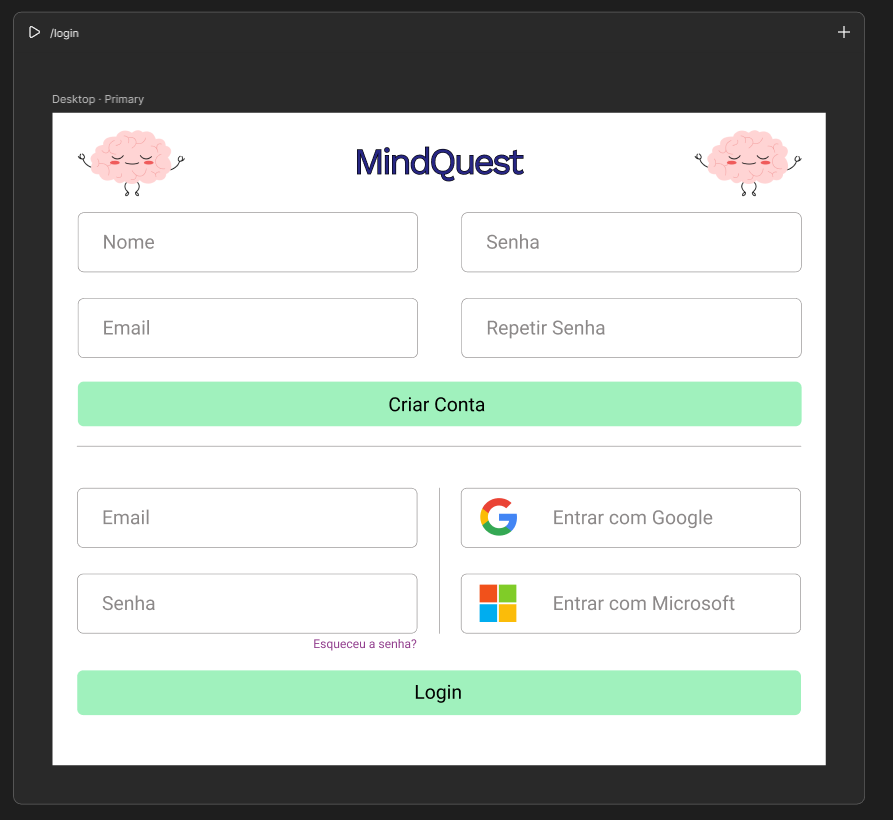 /login
Desktop · Primary
MindQuest
Nome
Senha
Email
Repetir Senha
Criar Conta
Email
Entrar com Google
Senha
Entrar com Microsoft
Esqueceu a senha?
Login